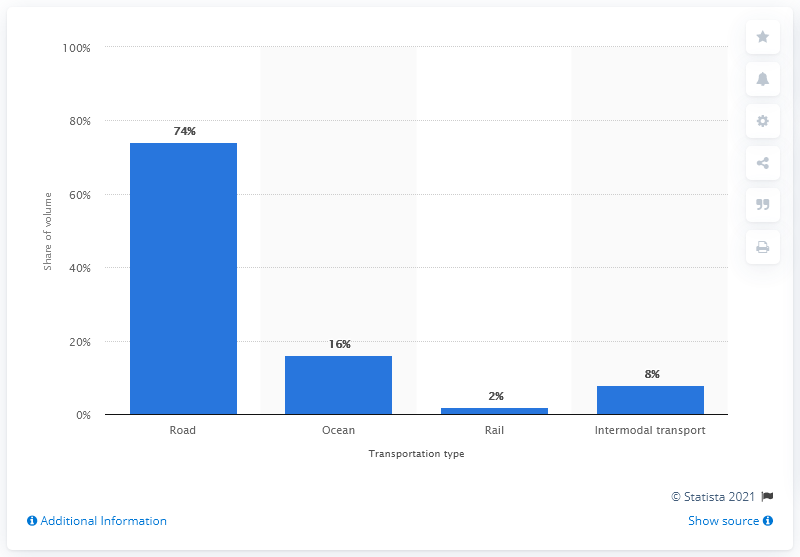 100%
80%
60%
40%
20%
0%
Share of volume
74%
16%
2%
8%
Road
Ocean
Rail
Intermodal transport
Transportation type
© Statista 2021
Additional Information
Show source